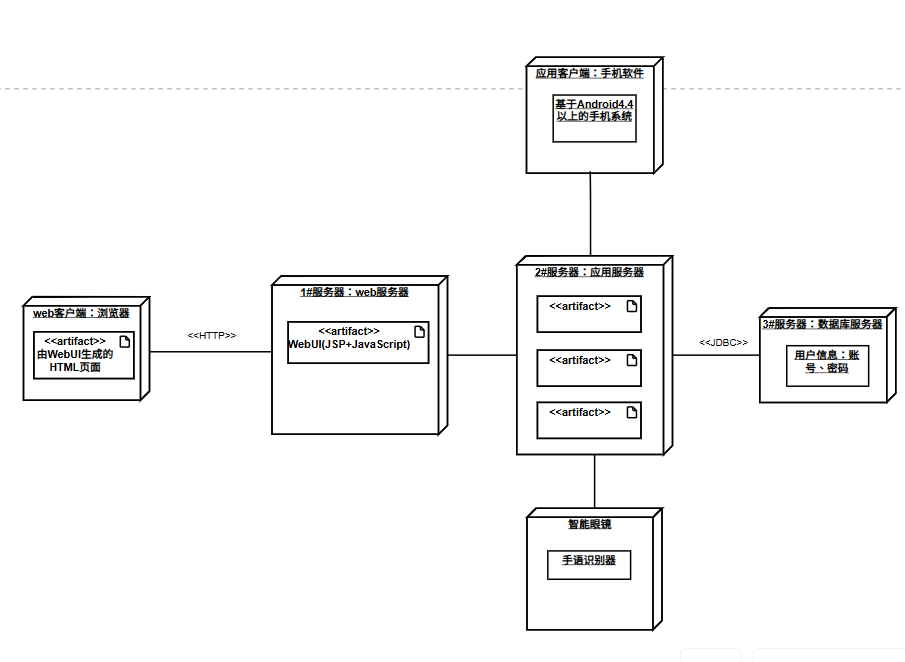 应用客户端：手机软件
基于Android4.4
以上的手机系统
web客户端：浏览器
<<artifact>>
由WebUI生成的
HTML页面
<<HTTP>>
1#服务器：web服务器
<<artifact>>
WebUI(JSP+JavaScript)
2#服务器：应用服务器
<<artifact>>
<<artifact>>
<<artifact>>
<<JDBC>>
3#服务器：数据库服务器
用户信息：账
号、密码
智能眼镜
手语识别器